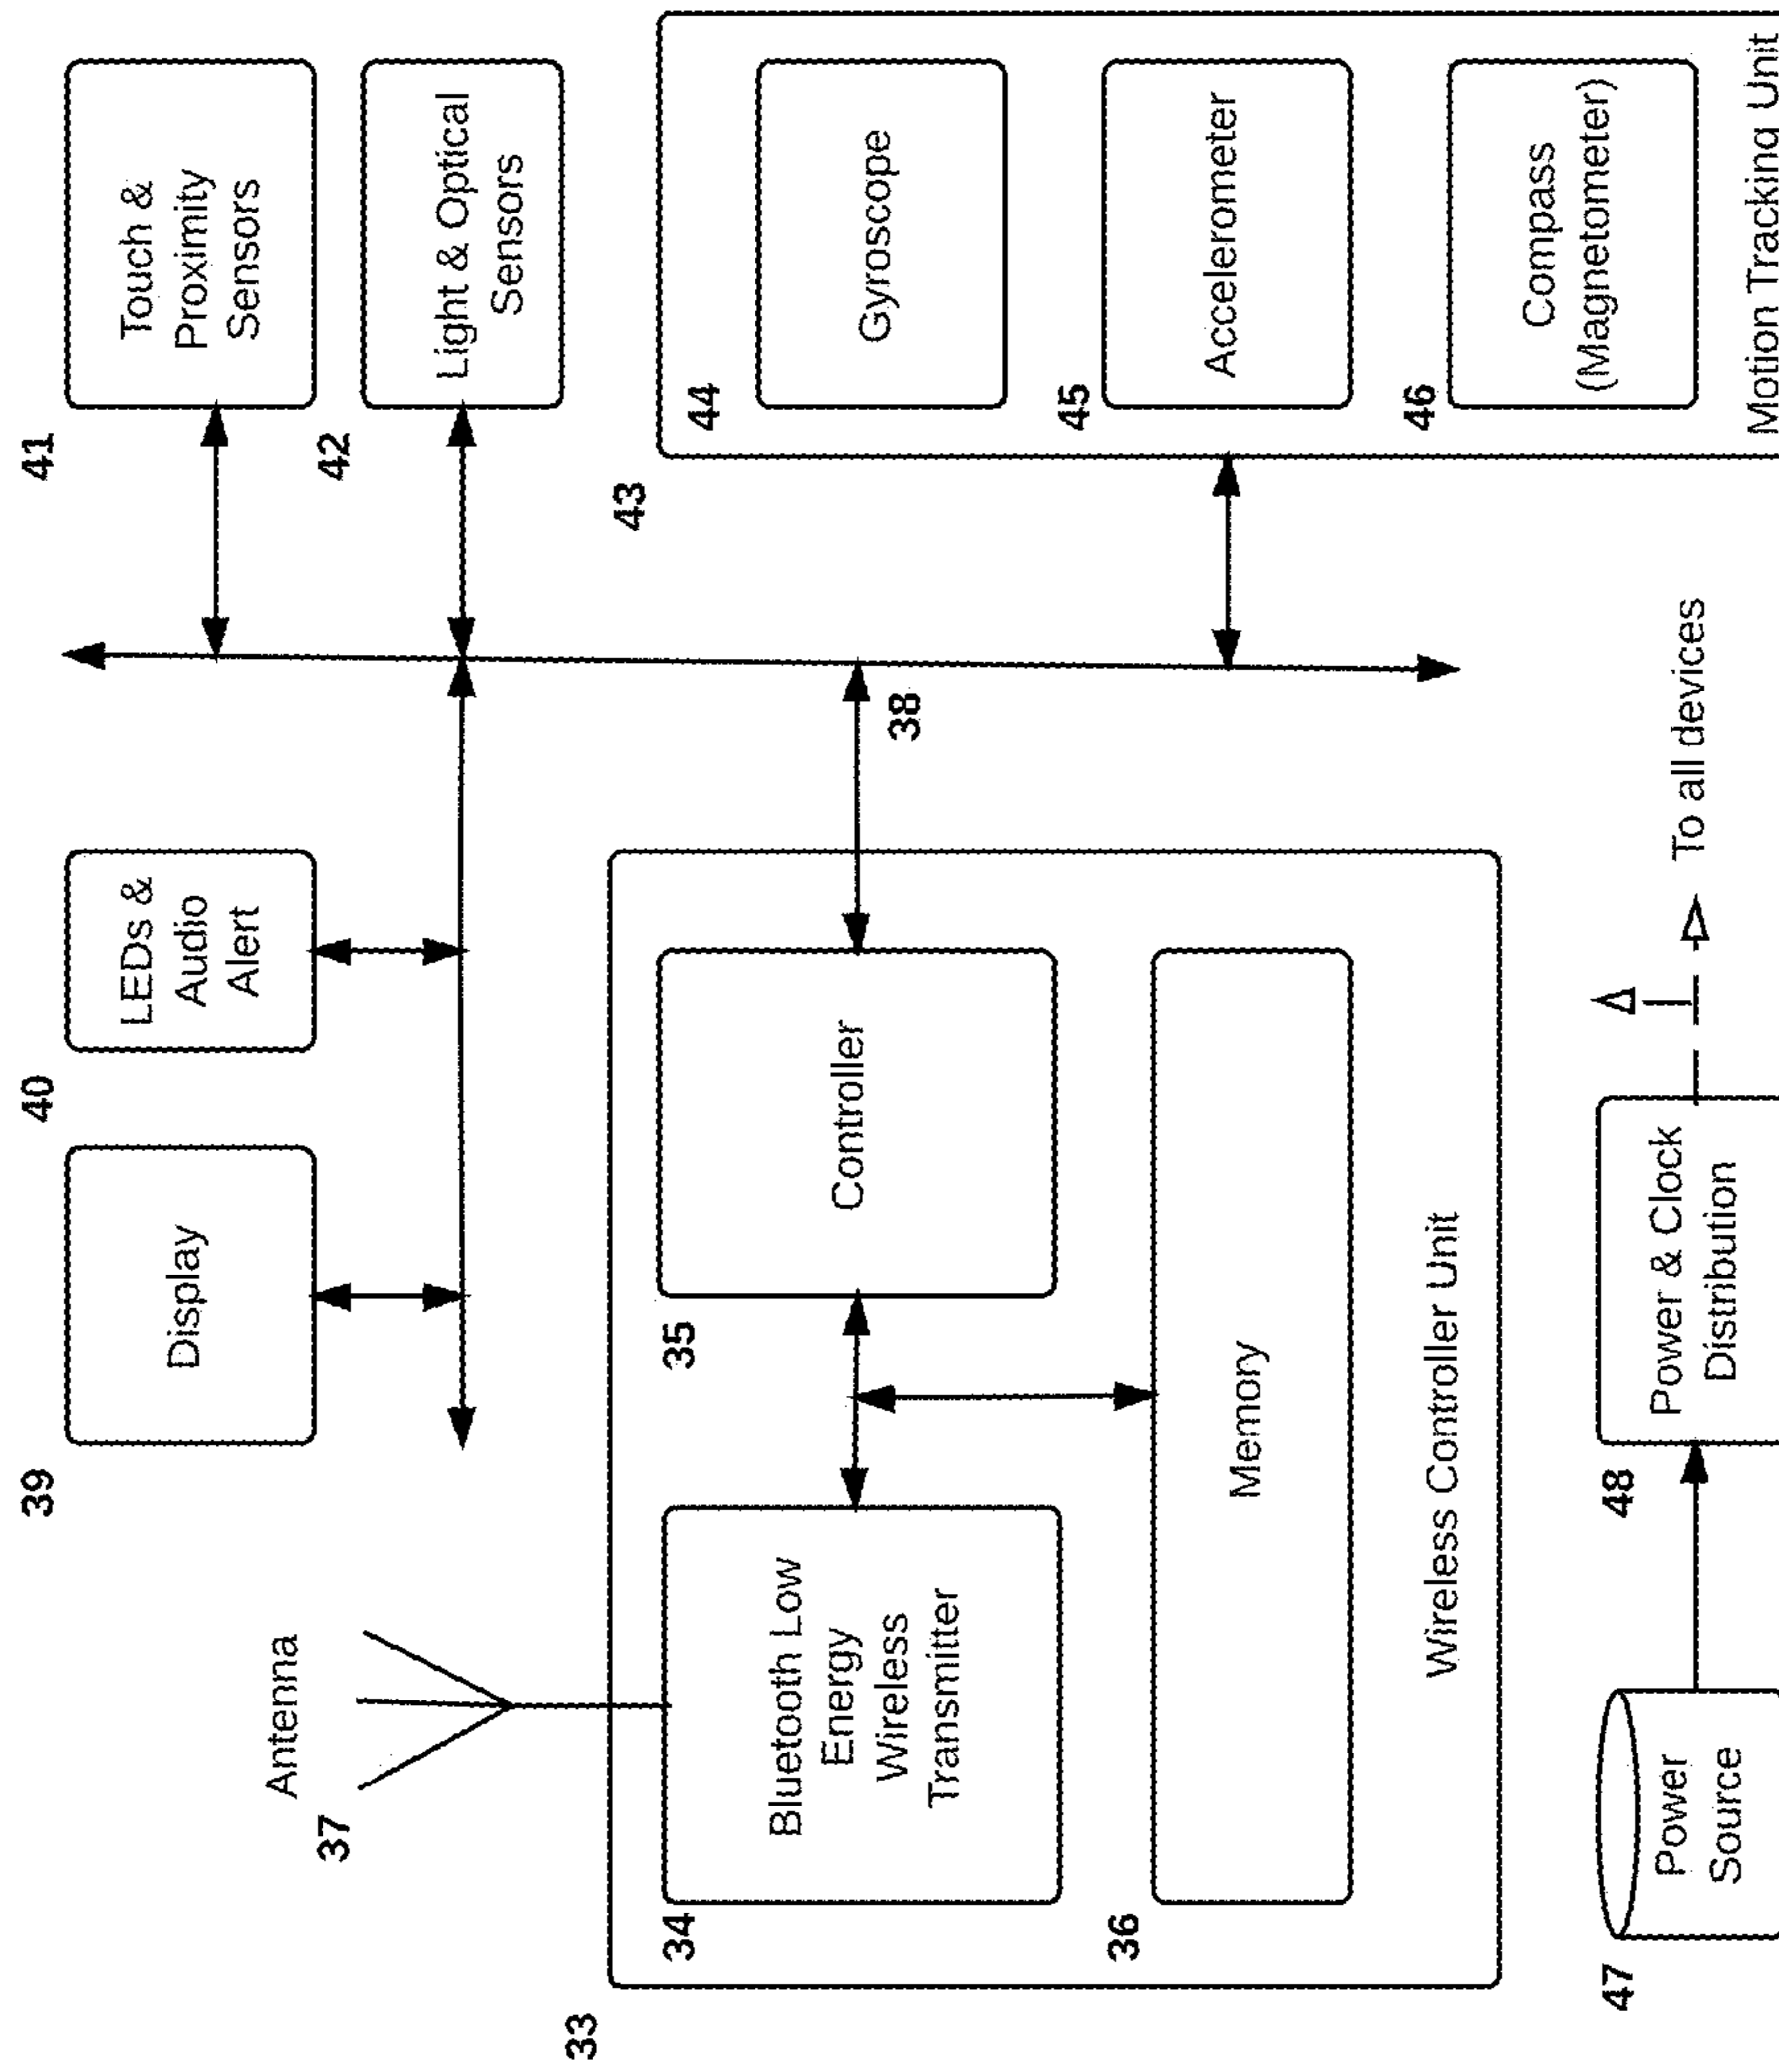 39
Display
40
LEDs &
Audio
Alert
41
Touch &
Proximity
Sensors
37
Antenna
42
Light & Optical
Sensors
33
34
Bluetooth Low
Energy
Wireless
Transmitter
35
Controller
38
36
Memory
Wireless Controller Unit
43
44
Gyroscope
45
Accelerometer
46
Compass
(Magnetometer)
Motion Tracking Unit
47
Power
Source
48
Power & Clock
Distribution
To all devices